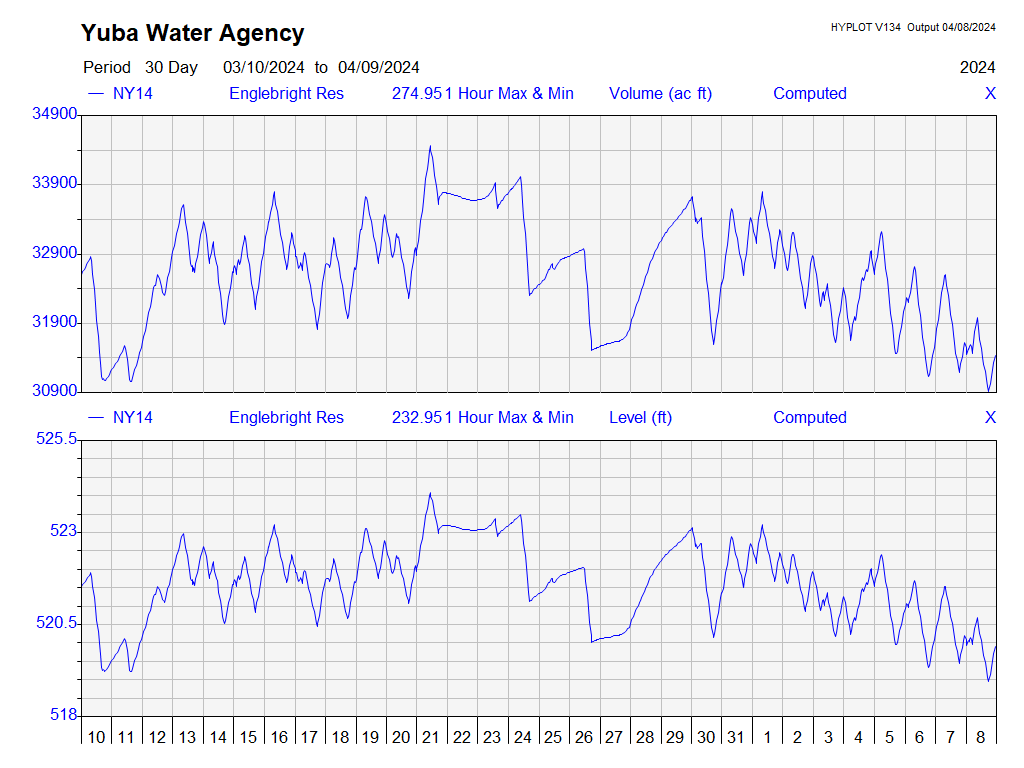 Yuba Water Agency
HYPLOT V134 Output 04/08/2024
Period 30 Day 03/10/2024 to 04/09/2024 2024
NY14 Englebright Res 274.951 Hour Max & Min Volume (ac ft) Computed X
34900
33900
32900
31900
30900
NY14 Englebright Res 232.951 Hour Max & Min Level (ft) Computed X
525.5
523
520.5
518
10 11 12 13 14 15 16 17 18 19 20 21 22 23 24 25 26 27 28 29 30 31 1 2 3 4 5 6 7 8